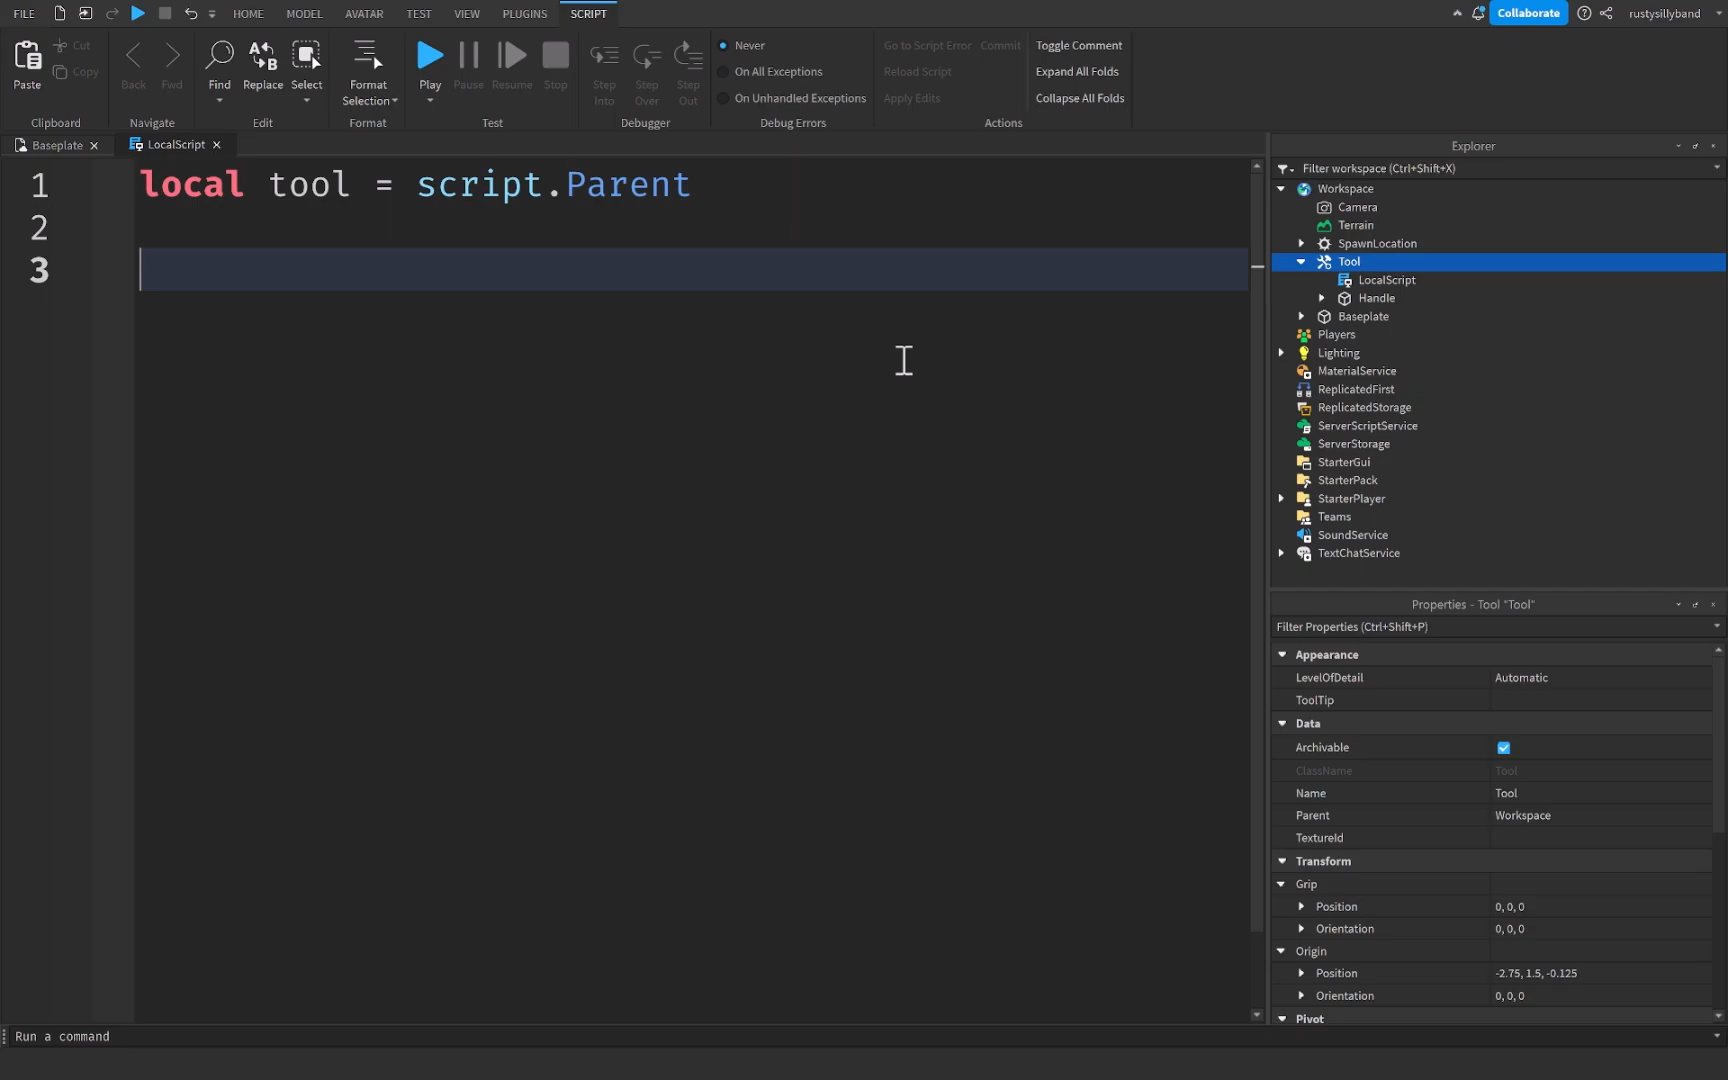 FILE HOME MODEL AVATAR TEST VIEW PLUGINS SCRIPT Collaborate rustysillyband
Paste Cut Copy Back Fwd Find Replace Select Format Selection Play Pause Resume Stop Step Into Step Over Step Out
Never Go to Script Error Commit Toggle Comment
On All Exceptions Reload Script Expand All Folds
On Unhandled Exceptions Apply Edits Collapse All Folds
Clipboard Navigate Edit Format Test Debugger Debug Errors Actions
Baseplate LocalScript
1 local tool = script.Parent
2
3
Explorer
Filter workspace (Ctrl+Shift+X)
Workspace
Camera
Terrain
SpawnLocation
Tool
LocalScript
Handle
Baseplate
Players
Lighting
MaterialService
ReplicatedFirst
ReplicatedStorage
ServerScriptService
ServerStorage
StarterGui
StarterPack
StarterPlayer
Teams
SoundService
TextChatService
Properties - Tool "Tool"
Filter Properties (Ctrl+Shift+P)
Appearance
LevelOfDetail Automatic
ToolTip
Data
Archivable
ClassName Tool
Name Tool
Parent Workspace
TextureId
Transform
Grip
Position 0, 0, 0
Orientation 0, 0, 0
Origin
Position -2.75, 1.5, -0.125
Orientation 0, 0, 0
Pivot
Run a command